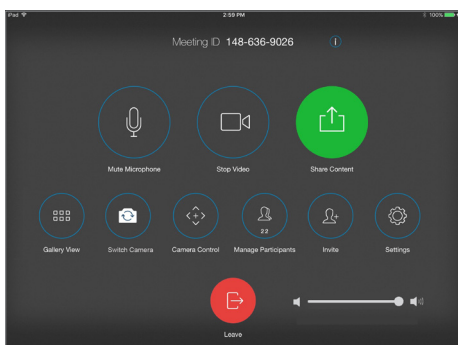 iPad 2:59 PM 100%
Meeting ID 148-636-9026 i
Mute Microphone Stop Video Share Content
22
Gallery View Switch Camera Camera Control Manage Participants Invite Settings
Leave